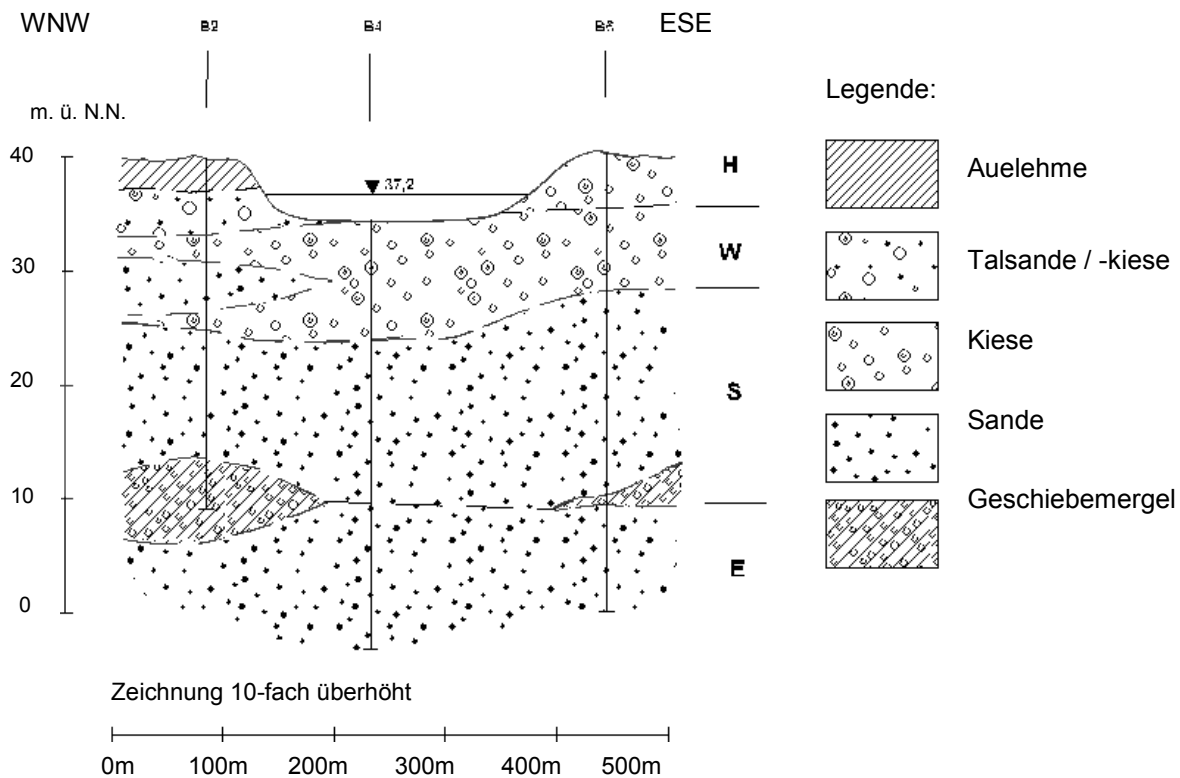 WNW
B2
B4
ESE
m. ü. N.N.
40
30
20
10
0
37,2
H
W
S
E
Legende:
Auelehme
Talsande / -kiese
Kiese
Sande
Geschiebemergel
Zeichnung 10-fach überhöht
0m 100m 200m 300m 400m 500m